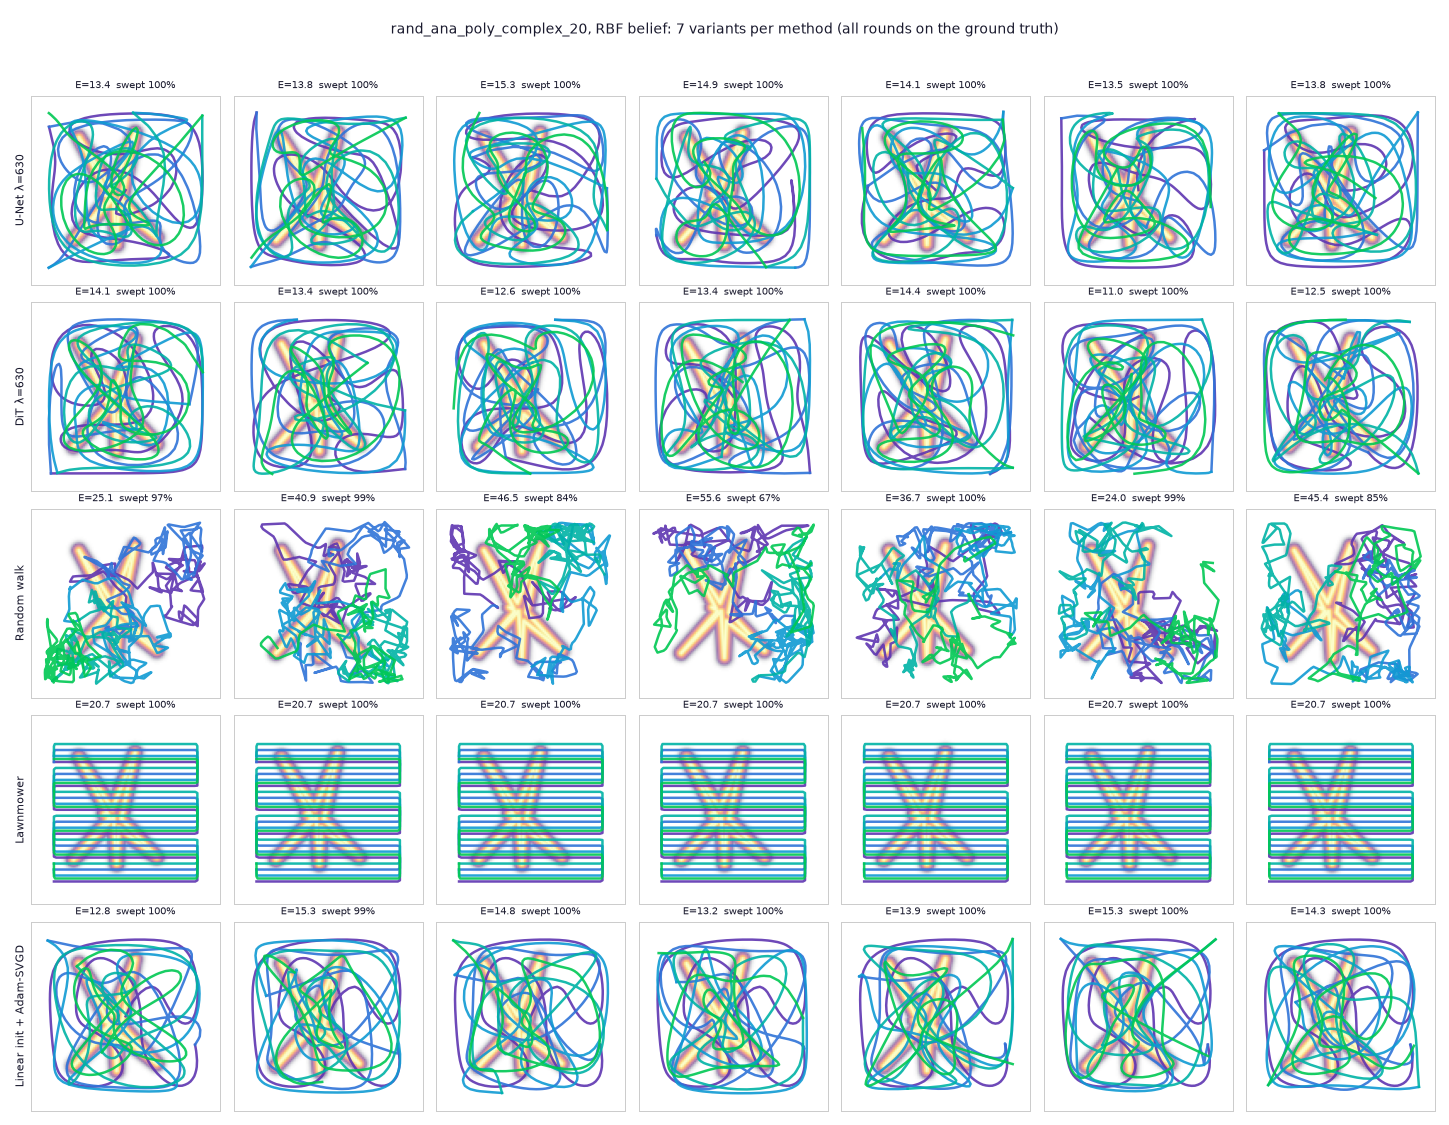 rand_ana_poly_complex_20, RBF belief: 7 variants per method (all rounds on the ground truth)
E=13.4 swept 100% E=13.8 swept 100% E=15.3 swept 100% E=14.9 swept 100% E=14.1 swept 100% E=13.5 swept 100% E=13.8 swept 100%
U-Net λ=630
E=14.1 swept 100% E=13.4 swept 100% E=12.6 swept 100% E=13.4 swept 100% E=14.4 swept 100% E=11.0 swept 100% E=12.5 swept 100%
DiT λ=630
E=25.1 swept 97% E=40.9 swept 99% E=46.5 swept 84% E=55.6 swept 67% E=36.7 swept 100% E=24.0 swept 99% E=45.4 swept 85%
Random walk
E=20.7 swept 100% E=20.7 swept 100% E=20.7 swept 100% E=20.7 swept 100% E=20.7 swept 100% E=20.7 swept 100% E=20.7 swept 100%
Lawnmower
E=12.8 swept 100% E=15.3 swept 99% E=14.8 swept 100% E=13.2 swept 100% E=13.9 swept 100% E=15.3 swept 100% E=14.3 swept 100%
Linear init + Adam-SVGD